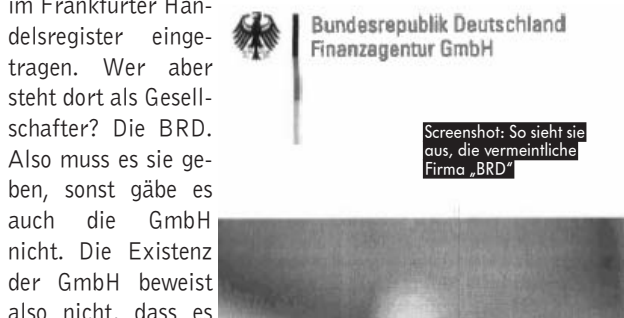 im Frankfurter Han-
delsregister einge-
tragen. Wer aber
steht dort als Gesell-
schafter? Die BRD.
Also muss es sie ge-
ben, sonst gäbe es
auch die GmbH
nicht. Die Existenz
der GmbH beweist
also nicht, dass es
Bundesrepublik Deutschland
Finanzagentur GmbH
Screenshot: So sieht sie
aus, die vermeintliche
Firma „BRD“